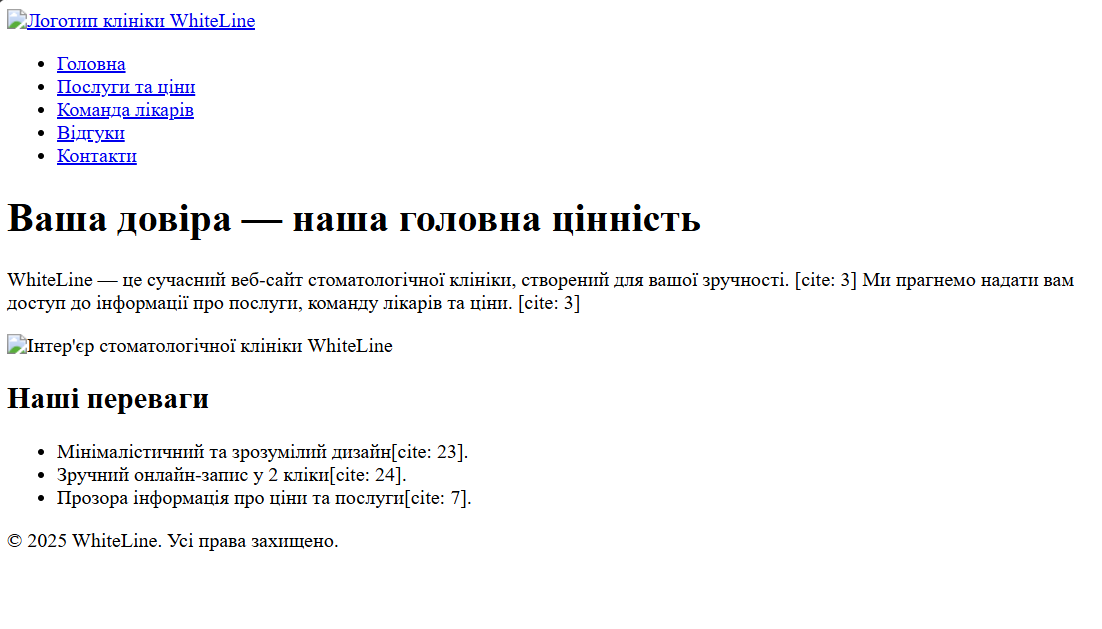 Логотип клініки WhiteLine
Головна
Послуги та ціни
Команда лікарів
Відгуки
Контакти
Ваша довіра — наша головна цінність
WhiteLine — це сучасний веб-сайт стоматологічної клініки, створений для вашої зручності. [cite: 3] Ми прагнемо надати вам
доступ до інформації про послуги, команду лікарів та ціни. [cite: 3]
Інтер'єр стоматологічної клініки WhiteLine
Наші переваги
Мінімалістичний та зрозумілий дизайн[cite: 23].
Зручний онлайн-запис у 2 кліки[cite: 24].
Прозора інформація про ціни та послуги[cite: 7].
© 2025 WhiteLine. Усі права захищено.